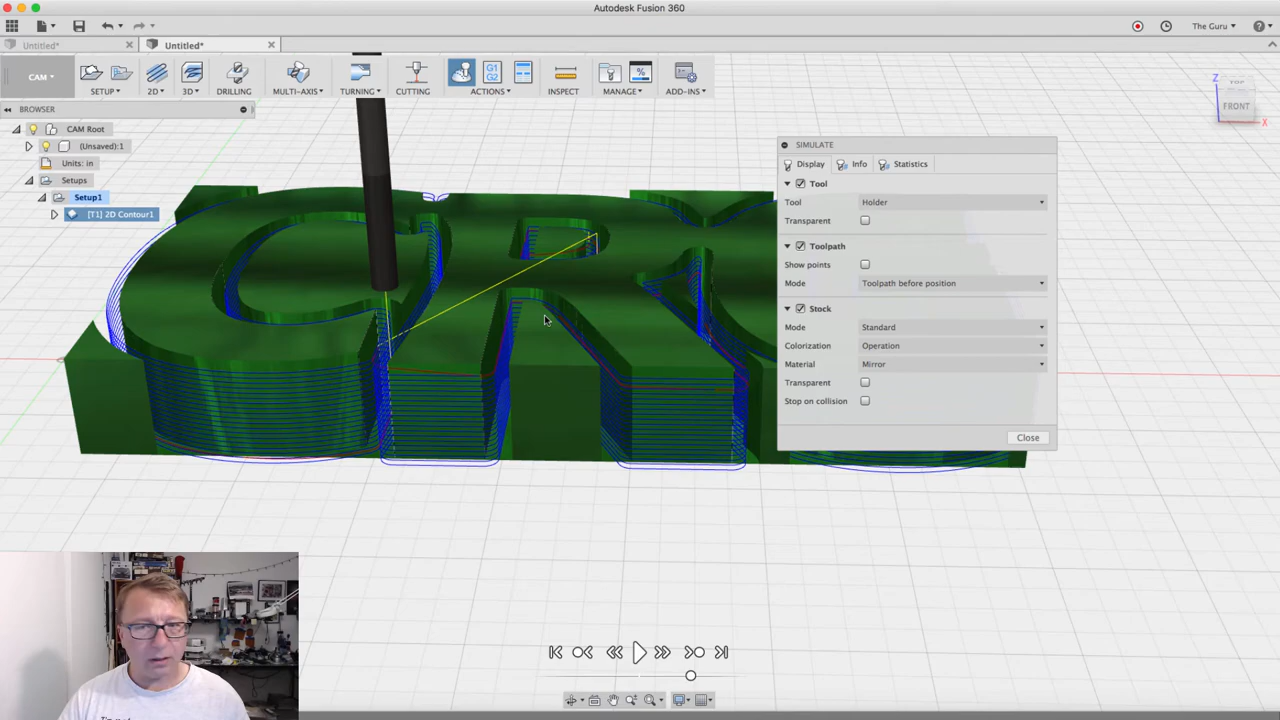 Autodesk Fusion 360
The Guru
Untitled*
Untitled*
CAM
SETUP
2D
3D
DRILLING
MULTI-AXIS
TURNING
CUTTING
G1
G2
ACTIONS
INSPECT
%
MANAGE
ADD-INS
BROWSER
CAM Root
(Unsaved):1
Units: in
Setups
Setup1
[T1] 2D Contour1
Z
TOP
FRONT
X
SIMULATE
Display
Info
Statistics
Tool
Tool
Holder
Transparent
Toolpath
Show points
Mode
Toolpath before position
Stock
Mode
Standard
Colorization
Operation
Material
Mirror
Transparent
Stop on collision
Close